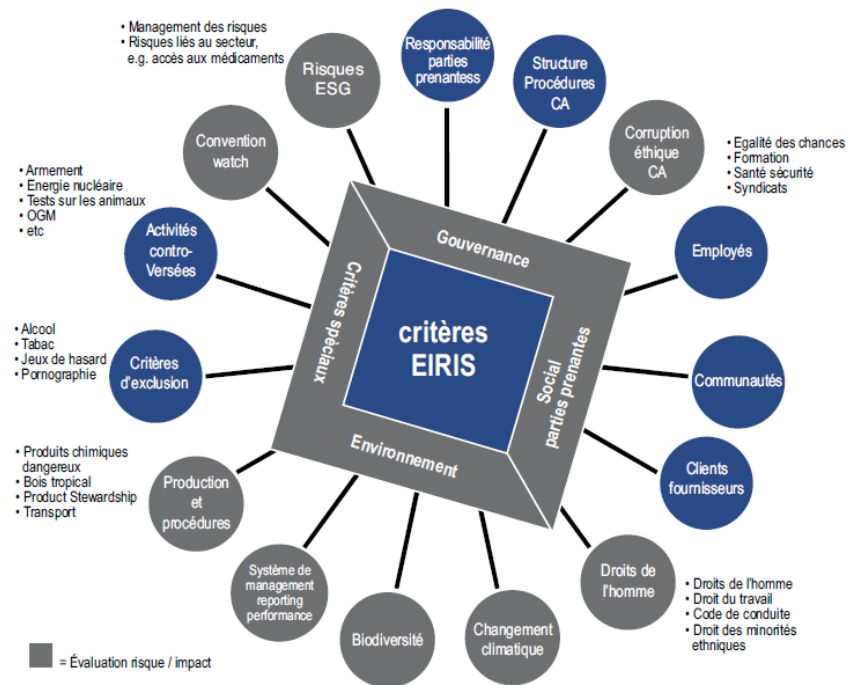 • Management des risques
• Risques liés au secteur,
e.g. accès aux médicaments
Risques
ESG
Responsabilité
parties
prenantess
Structure
Procédures
CA
Corruption
éthique
CA
• Egalité des chances
• Formation
• Santé sécurité
• Syndicats
Convention
watch
• Armement
• Energie nucléaire
• Tests sur les animaux
• OGM
• etc
Activités
contro-
Versées
Employés
Gouvernance
Critères spéciaux
critères
EIRIS
Social
parties prenantes
Environnement
• Alcool
• Tabac
• Jeux de hasard
• Pornographie
Critères
d'exclusion
Communautés
Clients
fournisseurs
• Produits chimiques
dangereux
• Bois tropical
• Product Stewardship
• Transport
Production
et
procédures
Système de
management
reporting
performance
Biodiversité
Changement
climatique
Droits de
l'homme
• Droits de l'homme
• Droit du travail
• Code de conduite
• Droit des minorités
ethniques
= Évaluation risque / impact